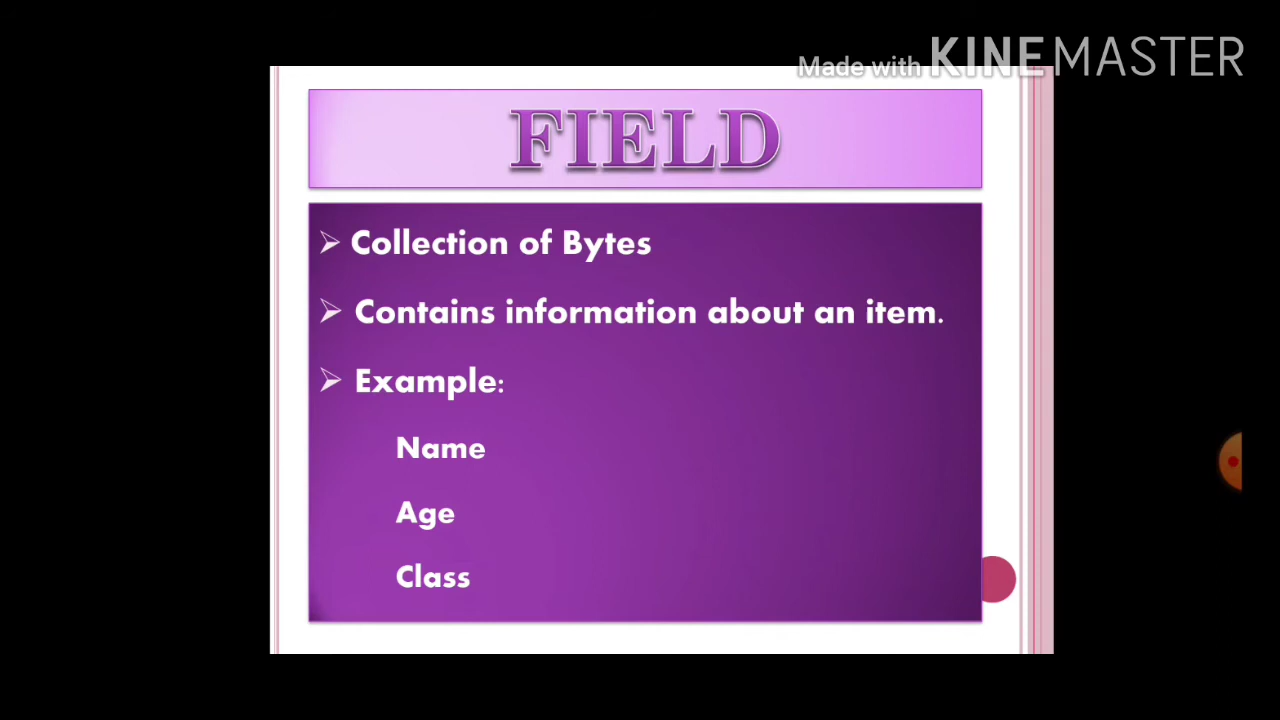 Made with KINEMASTER
FIELD
➢ Collection of Bytes
➢ Contains information about an item.
➢ Example:
Name
Age
Class